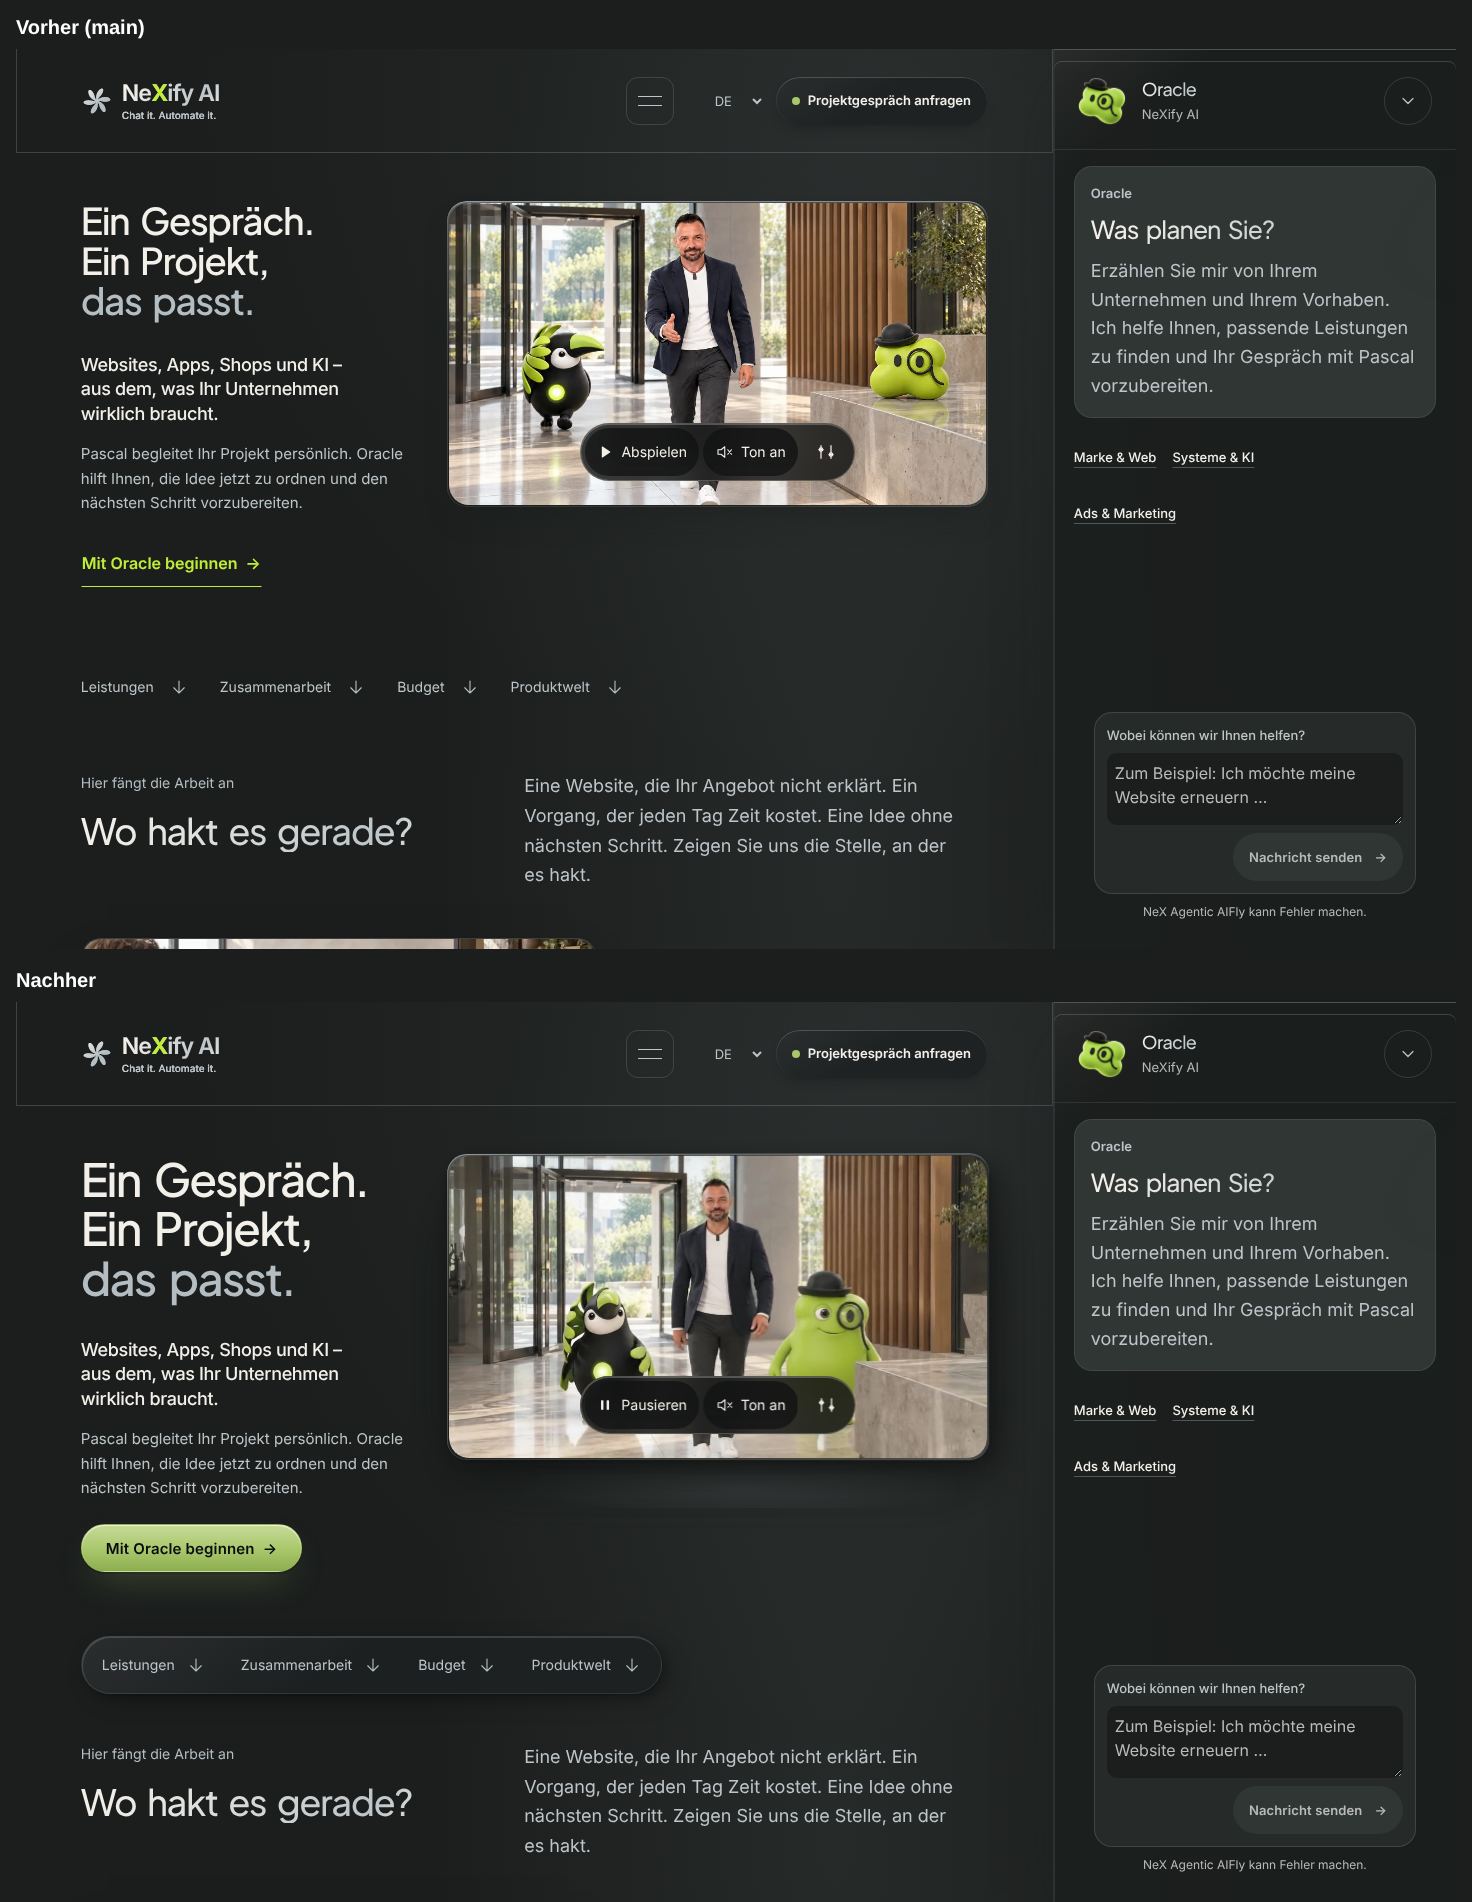 Vorher (main)
NeXify AI
Chat it. Automate it.
DE
Projektgespräch anfragen
Ein Gespräch.
Ein Projekt,
das passt.
Websites, Apps, Shops und KI –
aus dem, was Ihr Unternehmen
wirklich braucht.
Pascal begleitet Ihr Projekt persönlich. Oracle
hilft Ihnen, die Idee jetzt zu ordnen und den
nächsten Schritt vorzubereiten.
Mit Oracle beginnen →
Abspielen
Ton an
Leistungen ↓ Zusammenarbeit ↓ Budget ↓ Produktwelt ↓
Hier fängt die Arbeit an
Wo hakt es gerade?
Eine Website, die Ihr Angebot nicht erklärt. Ein
Vorgang, der jeden Tag Zeit kostet. Eine Idee ohne
nächsten Schritt. Zeigen Sie uns die Stelle, an der
es hakt.
Oracle
NeXify AI
Oracle
Was planen Sie?
Erzählen Sie mir von Ihrem
Unternehmen und Ihrem Vorhaben.
Ich helfe Ihnen, passende Leistungen
zu finden und Ihr Gespräch mit Pascal
vorzubereiten.
Marke & Web Systeme & KI
Ads & Marketing
Wobei können wir Ihnen helfen?
Zum Beispiel: Ich möchte meine
Website erneuern ...
Nachricht senden →
NeX Agentic AIFly kann Fehler machen.
Nachher
NeXify AI
Chat it. Automate it.
DE
Projektgespräch anfragen
Ein Gespräch.
Ein Projekt,
das passt.
Websites, Apps, Shops und KI –
aus dem, was Ihr Unternehmen
wirklich braucht.
Pascal begleitet Ihr Projekt persönlich. Oracle
hilft Ihnen, die Idee jetzt zu ordnen und den
nächsten Schritt vorzubereiten.
Mit Oracle beginnen →
Pausieren
Ton an
Leistungen ↓ Zusammenarbeit ↓ Budget ↓ Produktwelt ↓
Hier fängt die Arbeit an
Wo hakt es gerade?
Eine Website, die Ihr Angebot nicht erklärt. Ein
Vorgang, der jeden Tag Zeit kostet. Eine Idee ohne
nächsten Schritt. Zeigen Sie uns die Stelle, an der
es hakt.
Oracle
NeXify AI
Oracle
Was planen Sie?
Erzählen Sie mir von Ihrem
Unternehmen und Ihrem Vorhaben.
Ich helfe Ihnen, passende Leistungen
zu finden und Ihr Gespräch mit Pascal
vorzubereiten.
Marke & Web Systeme & KI
Ads & Marketing
Wobei können wir Ihnen helfen?
Zum Beispiel: Ich möchte meine
Website erneuern ...
Nachricht senden →
NeX Agentic AIFly kann Fehler machen.